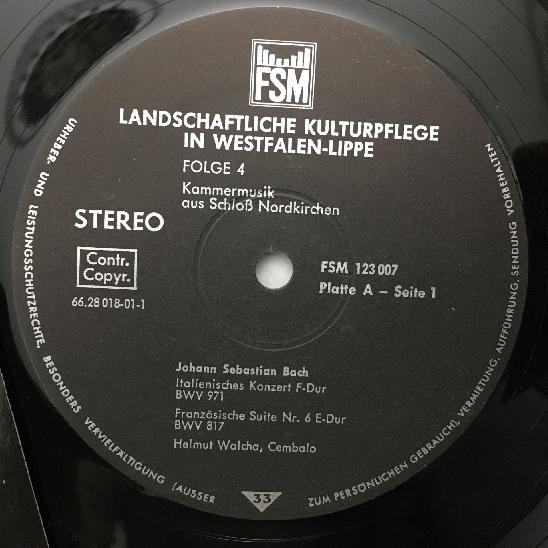 FSM
LANDSCHAFTLICHE KULTURPFLEGE
IN WESTFALEN-LIPPE
FOLGE 4
Kammermusik
aus Schloß Nordkirchen
STEREO
Contr.
Copyr.
66.28 018-01-1
FSM 123 007
Platte A – Seite 1
Johann Sebastian Bach
Italienisches Konzert F-Dur
BWV 971
Französische Suite Nr. 6 E-Dur
BWV 817
Helmut Walcha, Cembalo
33
URHEBER- UND LEISTUNGSSCHUTZRECHTE, BESONDERS VERVIELFÄLTIGUNG (AUSSER ZUM PERSÖNLICHEN GEBRAUCH), VERMIETUNG, AUFFÜHRUNG, SENDUNG VORBEHALTEN